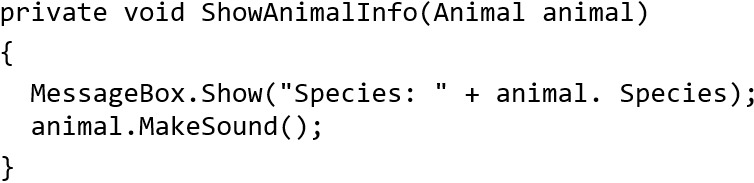 private void ShowAnimalInfo(Animal animal)
{
  MessageBox.Show("Species: " + animal. Species);
  animal.MakeSound();
}